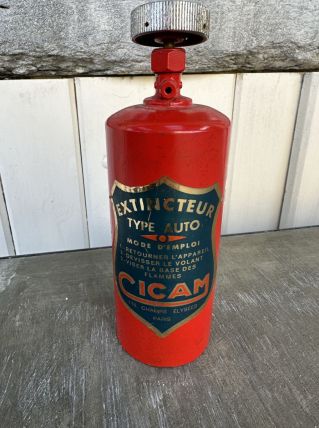 EXTINCTEUR
TYPE AUTO
MODE D'EMPLOI
1. RETOURNER L'APPAREIL
2. DEVISSER LE VOLANT
3. VISER LA BASE DES
FLAMMES
CICAM
CHAMPS ELYSEES
PARIS